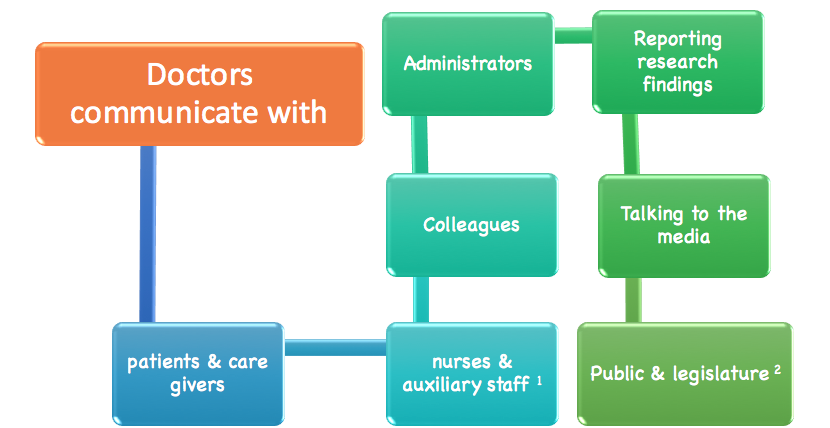 Doctors
communicate with
patients & care
givers
nurses &
auxiliary staff ¹
Colleagues
Administrators
Reporting
research
findings
Talking to the
media
Public & legislature ²